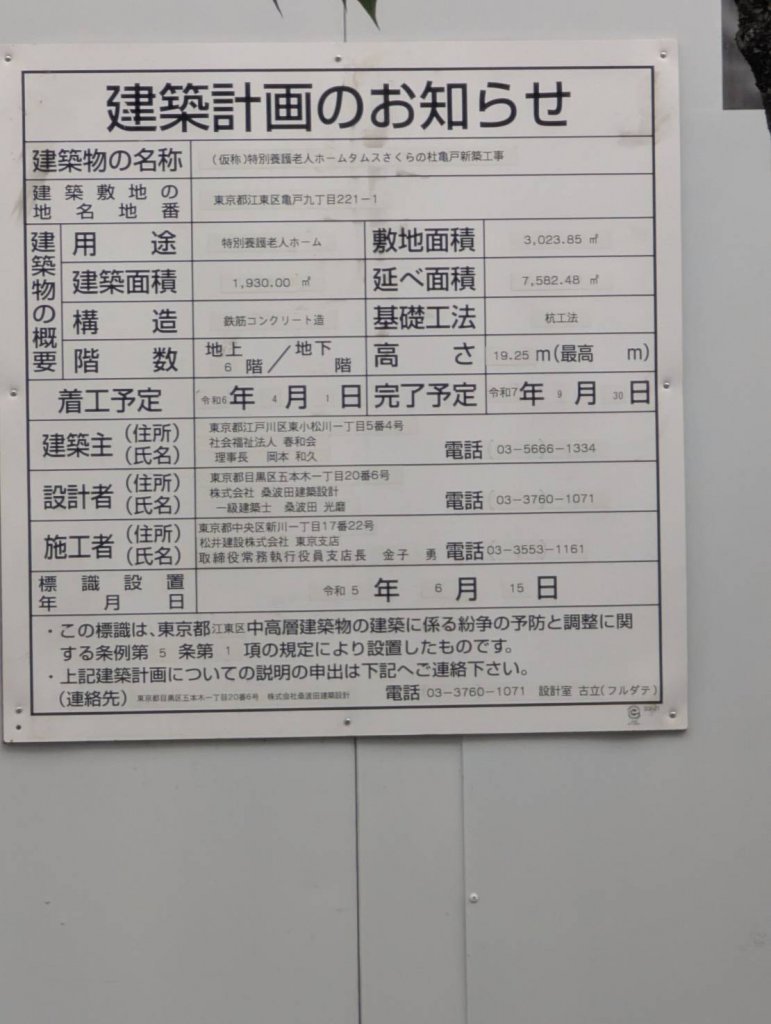 建築計画のお知らせ
建築物の名称 (仮称)特別養護老人ホームタムスさくらの杜亀戸新築工事
建築敷地の地名地番 東京都江東区亀戸九丁目221-1
建築物の概要
用途 特別養護老人ホーム 敷地面積 3,023.85 ㎡
建築面積 1,930.00 ㎡ 延べ面積 7,582.48 ㎡
構造 鉄筋コンクリート造 基礎工法 杭工法
階数 地上 6 階/地下 階 高さ 19.25 m(最高 m)
着工予定 令和6年 4月 1日 完了予定 令和7年 9月 30日
建築主 (住所) 東京都江戸川区東小松川一丁目5番4号
(氏名) 社会福祉法人 春和会
理事長 岡本 和久 電話 03-5666-1334
設計者 (住所) 東京都目黒区五本木一丁目20番6号
(氏名) 株式会社 桑波田建築設計
一級建築士 桑波田 光磨 電話 03-3760-1071
施工者 (住所) 東京都中央区新川一丁目17番22号
(氏名) 松井建設株式会社 東京支店
取締役常務執行役員支店長 金子 勇 電話 03-3553-1161
標識設置年月日 令和5年 6月 15日
・この標識は、東京都江東区中高層建築物の建築に係る紛争の予防と調整に関
する条例第 5 条第 1 項の規定により設置したものです。
・上記建築計画についての説明の申出は下記へご連絡下さい。
(連絡先) 東京都目黒区五本木一丁目20番6号 株式会社桑波田建築設計 電話 03-3760-1071 設計室 古立(フルダテ)